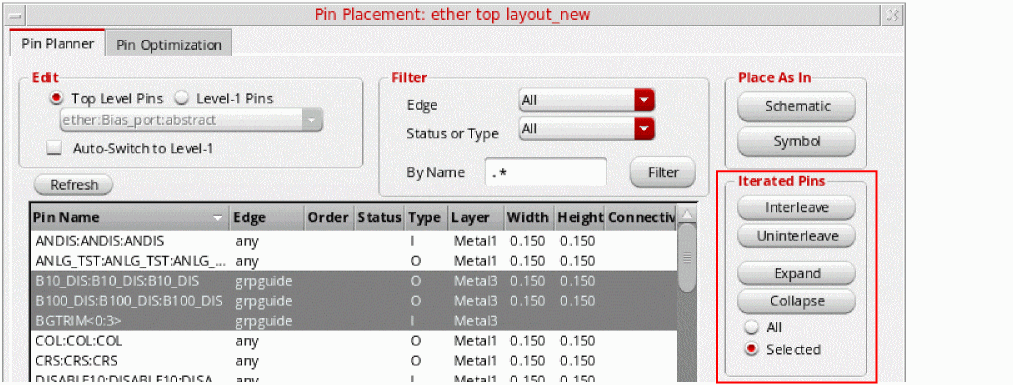 Pin Placement: ether top layout_new
Pin Planner Pin Optimization
Edit
Top Level Pins Level-1 Pins
ether:Bias_port:abstract
Auto-Switch to Level-1
Refresh
Filter
Edge All
Status or Type All
By Name .* Filter
Place As In
Schematic
Symbol
Iterated Pins
Interleave
Uninterleave
Expand
Collapse
All
Selected
Pin Name Edge Order Status Type Layer Width Height Connectiv
ANDIS:ANDIS:ANDIS any I Metal1 0.150 0.150
ANLG_TST:ANLG_TST:ANLG_... any O Metal1 0.150 0.150
B10_DIS:B10_DIS:B10_DIS grpguide O Metal3 0.150 0.150
B100_DIS:B100_DIS:B100_DIS grpguide O Metal3 0.150 0.150
BGTRIM<0:3> grpguide I Metal3
COL:COL:COL any O Metal1 0.150 0.150
CRS:CRS:CRS any O Metal1 0.150 0.150
DISABLE10:DISABLE10:DISA any I Metal1 0.150 0.150